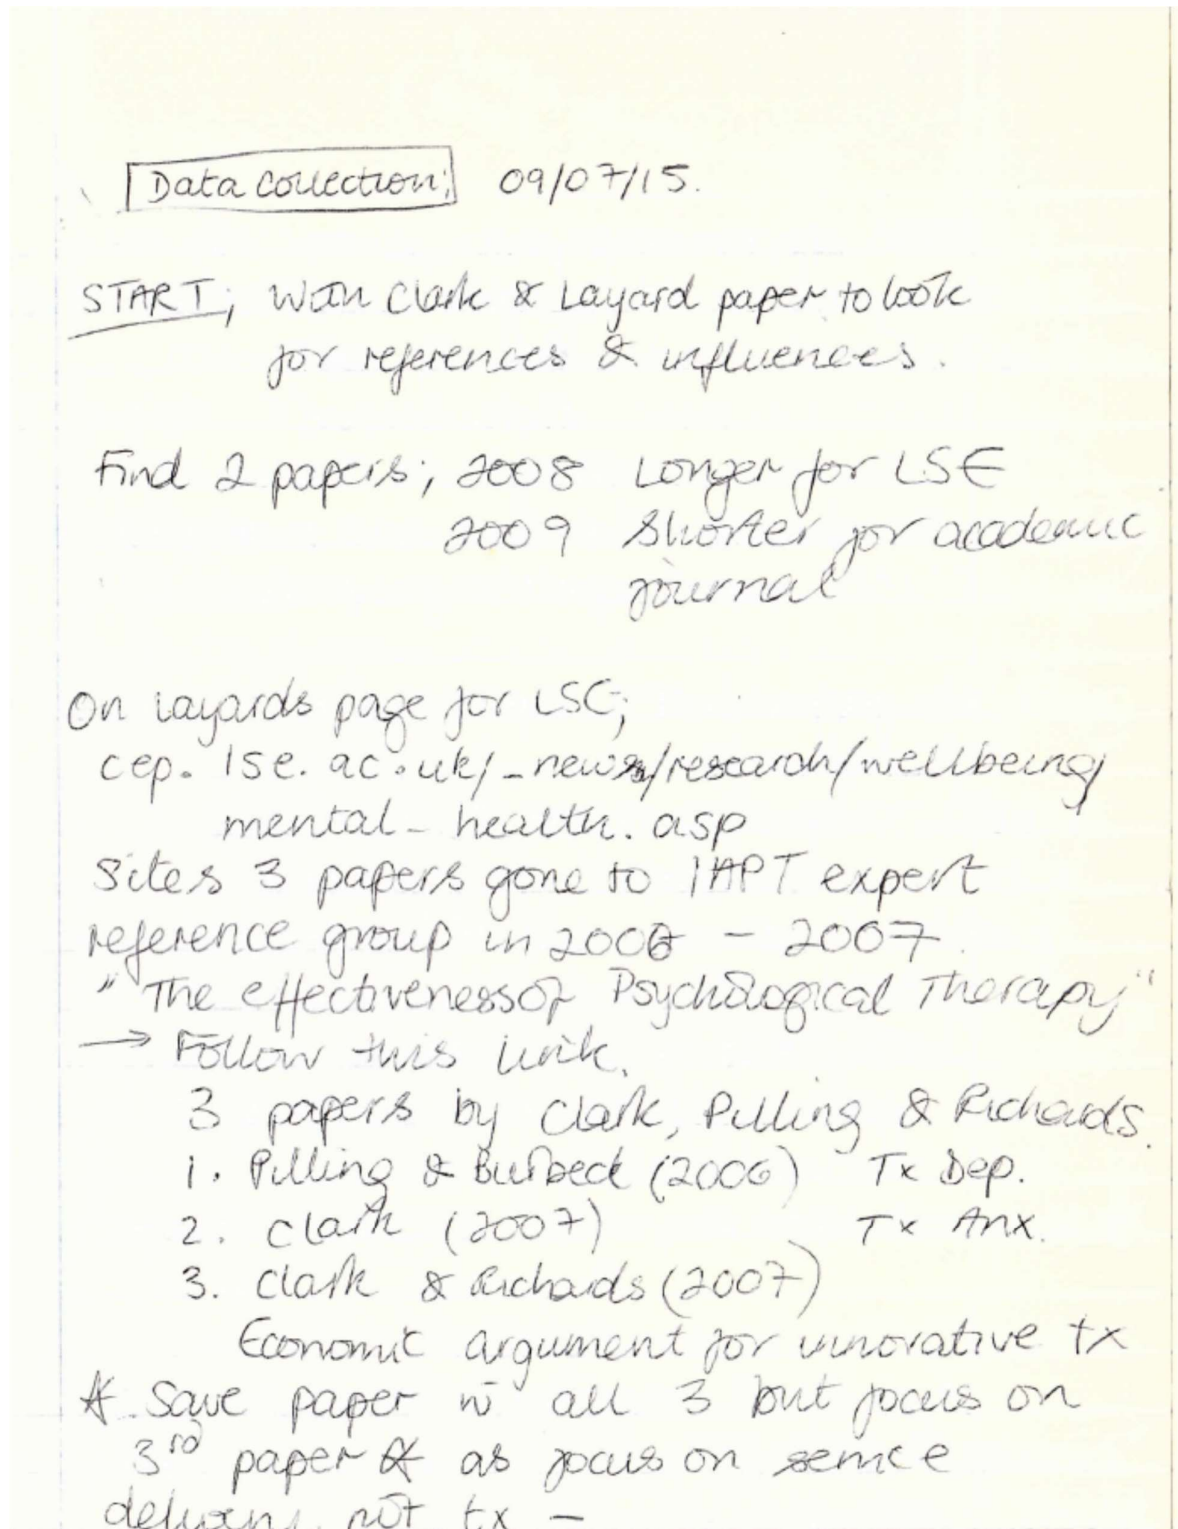 Data collection; 09/07/15.
START; With Clark & Layard paper to look
for references & influences.
Find 2 papers; 2008 Longer for LSE
2009 Shorter for academic
journal
On Layards page for LSE;
cep.lse.ac.uk/_new/research/wellbeing/
mental_health.asp
Sites 3 papers gone to IAPT expert
reference group in 2006 - 2007.
"The effectiveness of Psychological Therapy"
→ Follow this link.
3 papers by Clark, Pilling & Richards.
1. Pilling & Burbeck (2006) Tx Dep.
2. Clark (2007) Tx Anx.
3. Clark & Richards (2007)
Economic argument for innovative tx
* Save paper w all 3 but focus on
3rd paper as focus on service
delivery not tx -